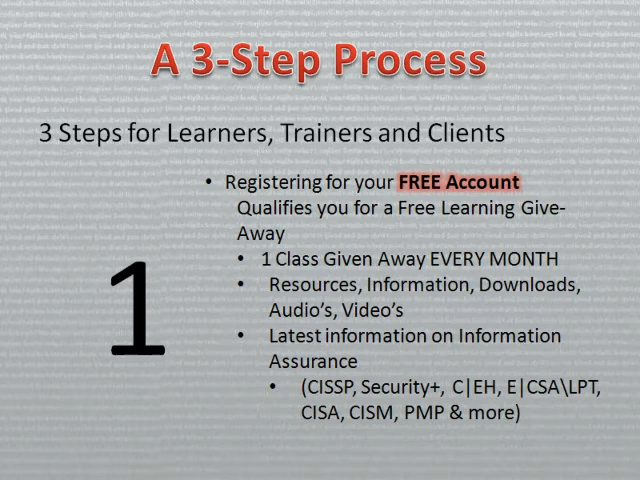 A 3-Step Process
3 Steps for Learners, Trainers and Clients
1
• Registering for your FREE Account
Qualifies you for a Free Learning Give-
Away
• 1 Class Given Away EVERY MONTH
• Resources, Information, Downloads,
Audio's, Video's
• Latest information on Information
Assurance
• (CISSP, Security+, C|EH, E|CSA\LPT,
CISA, CISM, PMP & more)